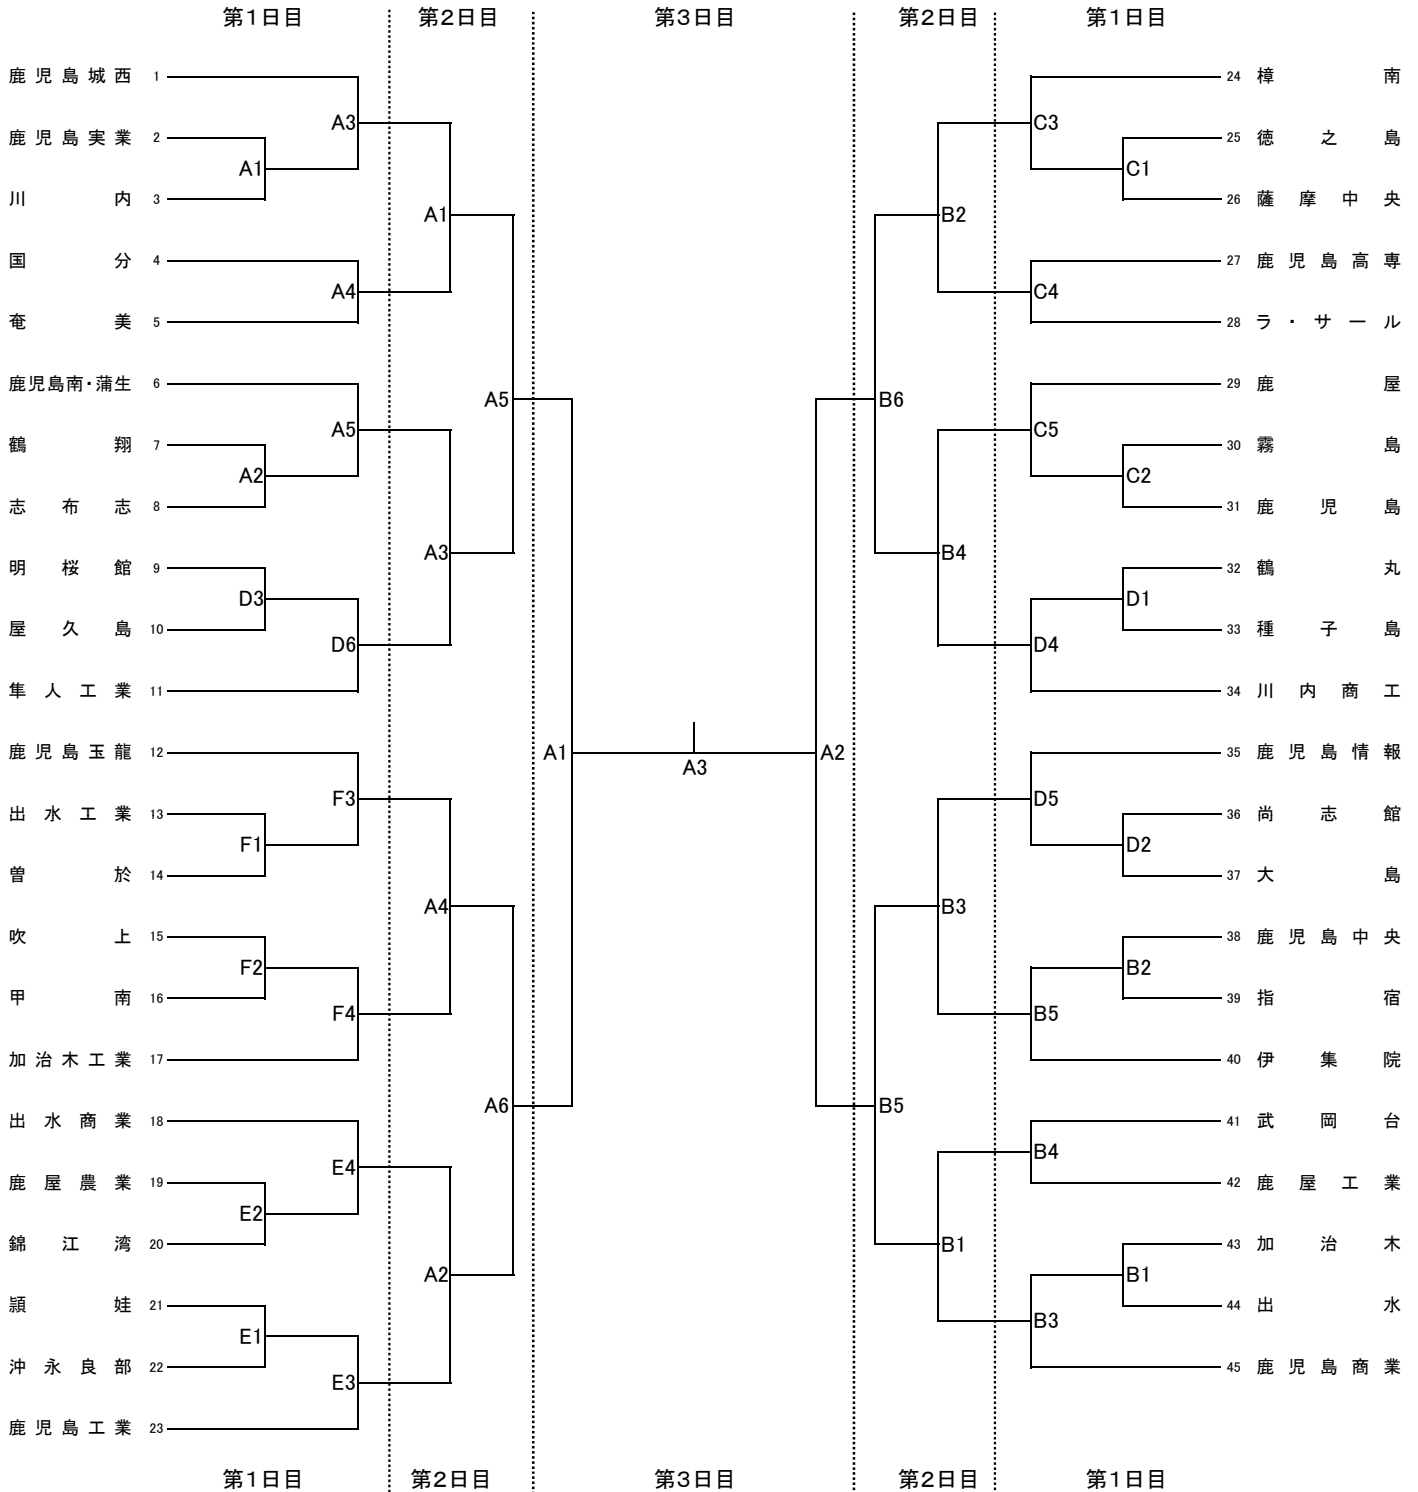 第1日目 第2日目 第3日目 第2日目 第1日目
鹿児島城西 1
24 樟南
A3
C3
鹿児島実業 2
25 徳之島
A1
C1
川内 3
26 薩摩中央
A1
B2
国分 4
27 鹿児島高専
A4
C4
奄美 5
28 ラ・サール
鹿児島南・蒲生 6
29 鹿屋
A5
B6
A5
C5
鶴翔 7
30 霧島
A2
C2
志布志 8
31 鹿児島
A3
B4
明桜館 9
32 鶴丸
D3
D1
屋久島 10
33 種子島
D6
D4
隼人工業 11
34 川内商工
鹿児島玉龍 12
A1
A3
A2
35 鹿児島情報
F3
D5
出水工業 13
36 尚志館
F1
D2
曽於 14
37 大島
A4
B3
吹上 15
38 鹿児島中央
F2
B2
甲南 16
39 指宿
F4
B5
加治木工業 17
40 伊集院
A6
B5
出水商業 18
41 武岡台
E4
B4
鹿屋農業 19
42 鹿屋工業
E2
錦江湾 20
43 加治木
A2
B1
B1
頴娃 21
44 出水
E1
B3
沖永良部 22
45 鹿児島商業
E3
鹿児島工業 23
第1日目 第2日目 第3日目 第2日目 第1日目